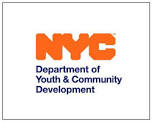 NYC
Department of
Youth & Community
Development